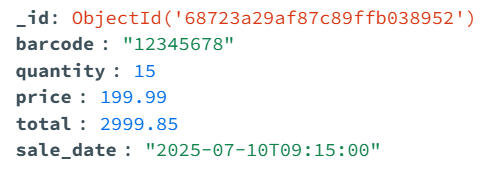 _id: ObjectId('68723a29af87c89ffb038952')
barcode : "12345678"
quantity : 15
price : 199.99
total : 2999.85
sale_date : "2025-07-10T09:15:00"